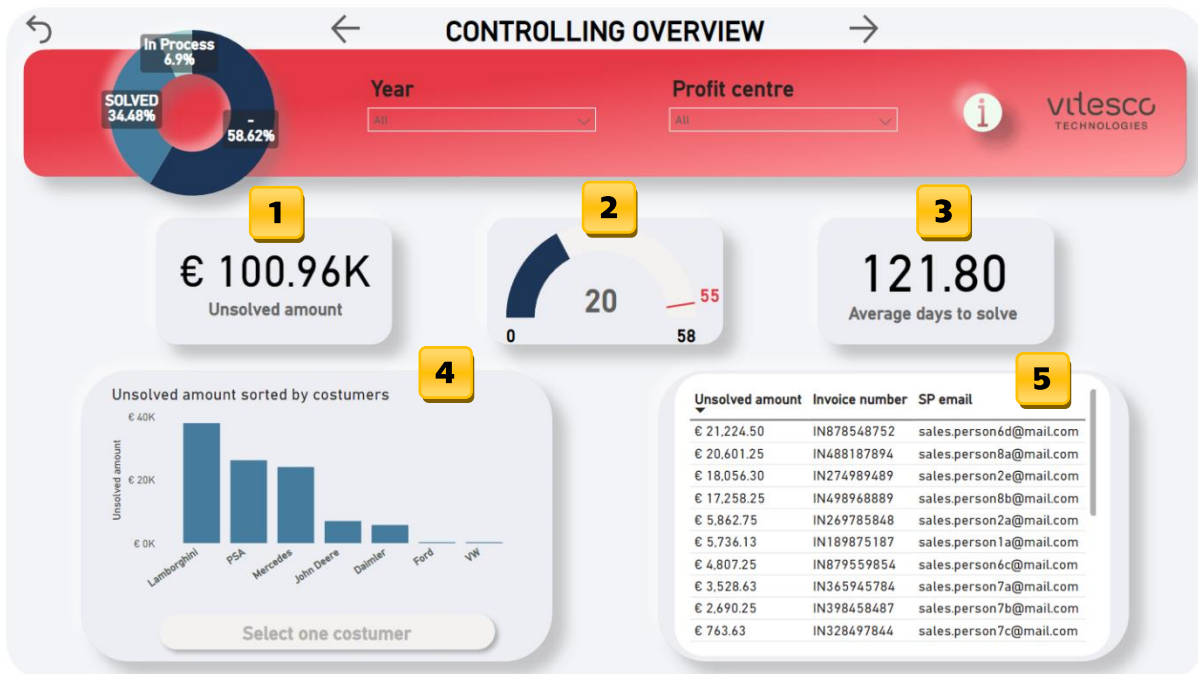 CONTROLLING OVERVIEW
In Process
6.9%
SOLVED
34.48%
-
58.62%
Year
All
Profit centre
All
i
vitesco
TECHNOLOGIES
1
€ 100.96K
Unsolved amount
2
20
55
0
58
3
121.80
Average days to solve
4
Unsolved amount sorted by costumers
Unsolved amount
€ 40K
€ 20K
€ 0K
Lamborghini
PSA
Mercedes
John Deere
Daimler
Ford
VW
Select one costumer
5
Unsolved amount Invoice number SP email
€ 21,224.50 IN878548752 sales.person6d@mail.com
€ 20,601.25 IN488187894 sales.person8a@mail.com
€ 18,056.30 IN274989489 sales.person2e@mail.com
€ 17,258.25 IN498968889 sales.person8b@mail.com
€ 5,862.75 IN269785848 sales.person2a@mail.com
€ 5,736.13 IN189875187 sales.person1a@mail.com
€ 4,807.25 IN879559854 sales.person6c@mail.com
€ 3,528.63 IN365945784 sales.person7a@mail.com
€ 2,690.25 IN398458487 sales.person7b@mail.com
€ 763.63 IN328497844 sales.person7c@mail.com